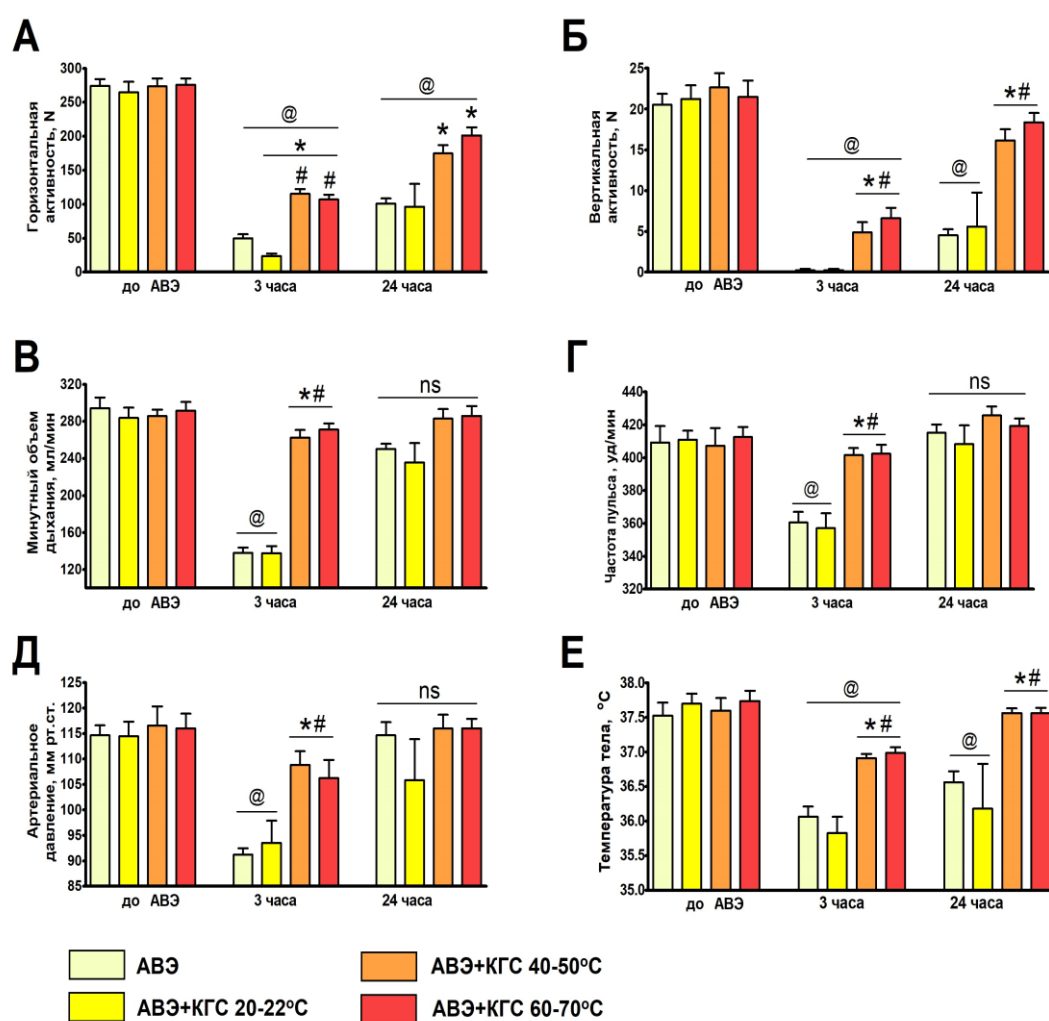 А
Горизонтальная
активность, N
300
250
200
150
100
50
0
@
*
#
#
@
*
*
до АВЭ
3 часа
24 часа
Б
Вертикальная
активность, N
25
20
15
10
5
0
@
*#
@
*#
до АВЭ
3 часа
24 часа
В
Минутный объем
дыхания, мл/мин
320
280
240
200
160
120
@
*#
ns
до АВЭ
3 часа
24 часа
Г
Частота пульса , уд/мин
440
420
400
380
360
340
320
@
*#
ns
до АВЭ
3 часа
24 часа
Д
Артериальное
давление, мм рт.ст.
125
120
115
110
105
100
95
90
85
@
*#
ns
до АВЭ
3 часа
24 часа
Е
Температура тела, °C
38.0
37.5
37.0
36.5
36.0
35.5
35.0
@
*#
@
*#
до АВЭ
3 часа
24 часа
АВЭ
АВЭ+КГС 40-50°C
АВЭ+КГС 20-22°C
АВЭ+КГС 60-70°C